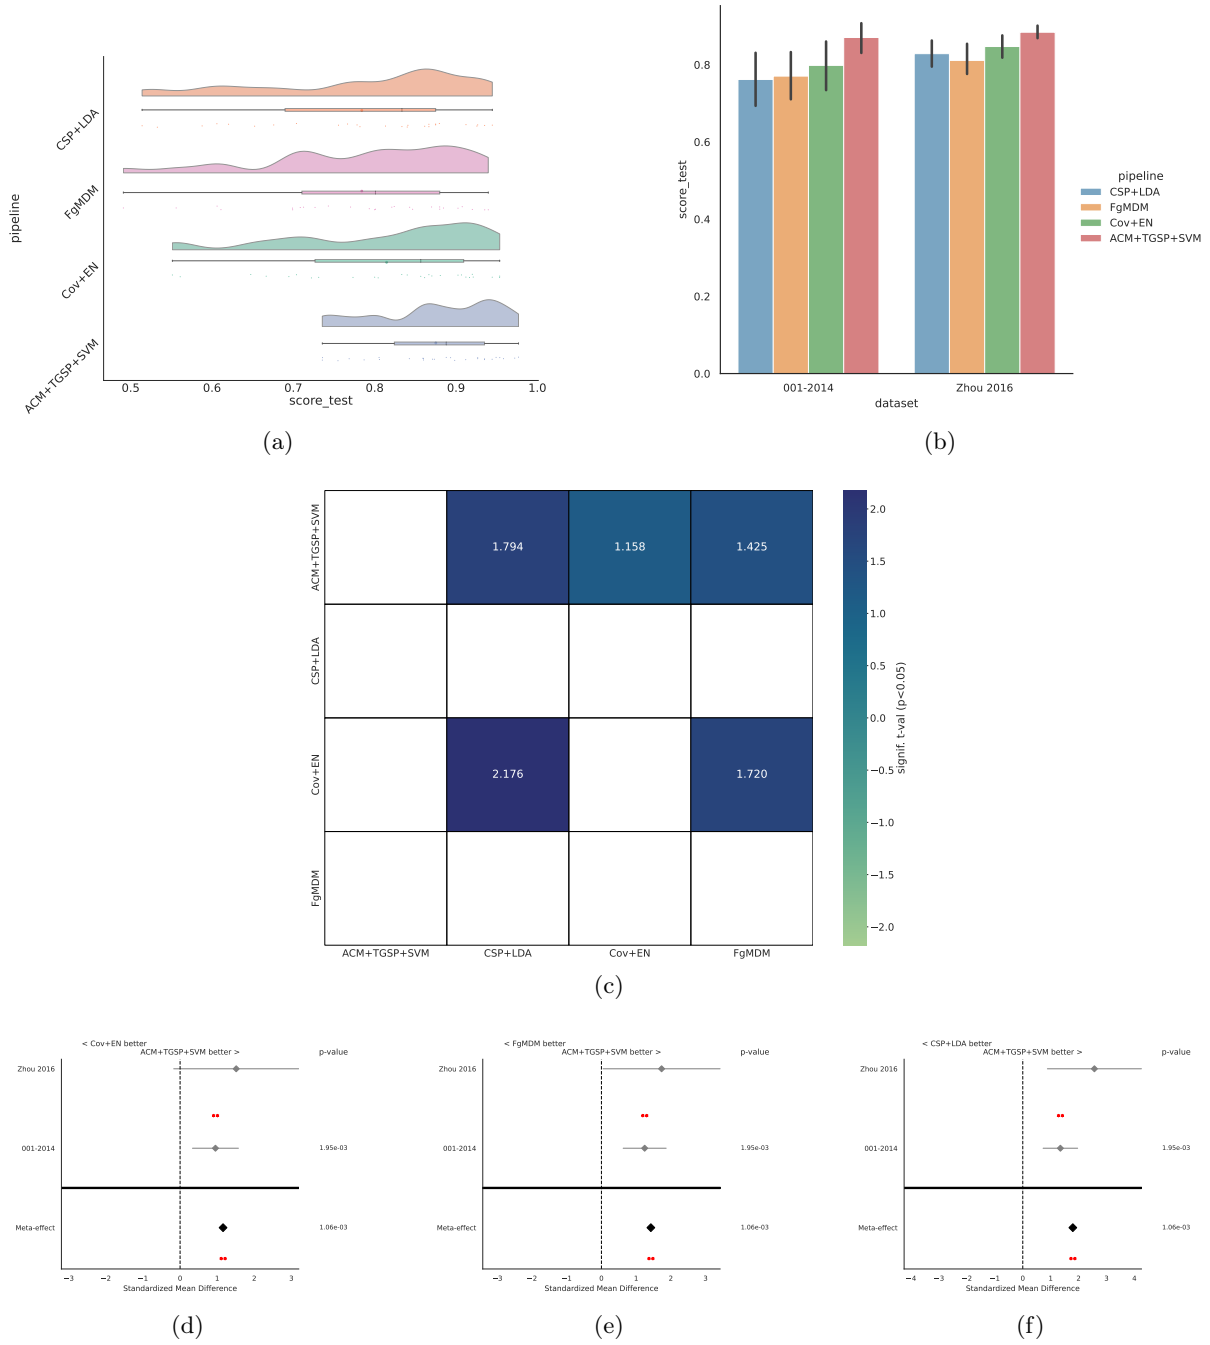 CSP+LDA
FgMDM
Cov+EN
ACM+TGSP+SVM
pipeline
0.5 0.6 0.7 0.8 0.9 1.0
score_test
(a)
0.8
0.6
0.4
0.2
0.0
score_test
001-2014 Zhou 2016
dataset
pipeline
CSP+LDA
FgMDM
Cov+EN
ACM+TGSP+SVM
(b)
ACM+TGSP+SVM
CSP+LDA
Cov+EN
FgMDM
1.794 1.158 1.425
2.176 1.720
ACM+TGSP+SVM CSP+LDA Cov+EN FgMDM
2.0
1.5
1.0
0.5
0.0
−0.5
−1.0
−1.5
−2.0
signif. t-val (p<0.05)
(c)
< Cov+EN better
ACM+TGSP+SVM better > p-value
Zhou 2016
001-2014 1.95e-03
Meta-effect 1.06e-03
−3 −2 −1 0 1 2 3
Standardized Mean Difference
(d)
< FgMDM better
ACM+TGSP+SVM better > p-value
Zhou 2016
001-2014 1.95e-03
Meta-effect 1.06e-03
−3 −2 −1 0 1 2 3
Standardized Mean Difference
(e)
< CSP+LDA better
ACM+TGSP+SVM better > p-value
Zhou 2016
001-2014 1.95e-03
Meta-effect 1.06e-03
−4 −3 −2 −1 0 1 2 3 4
Standardized Mean Difference
(f)